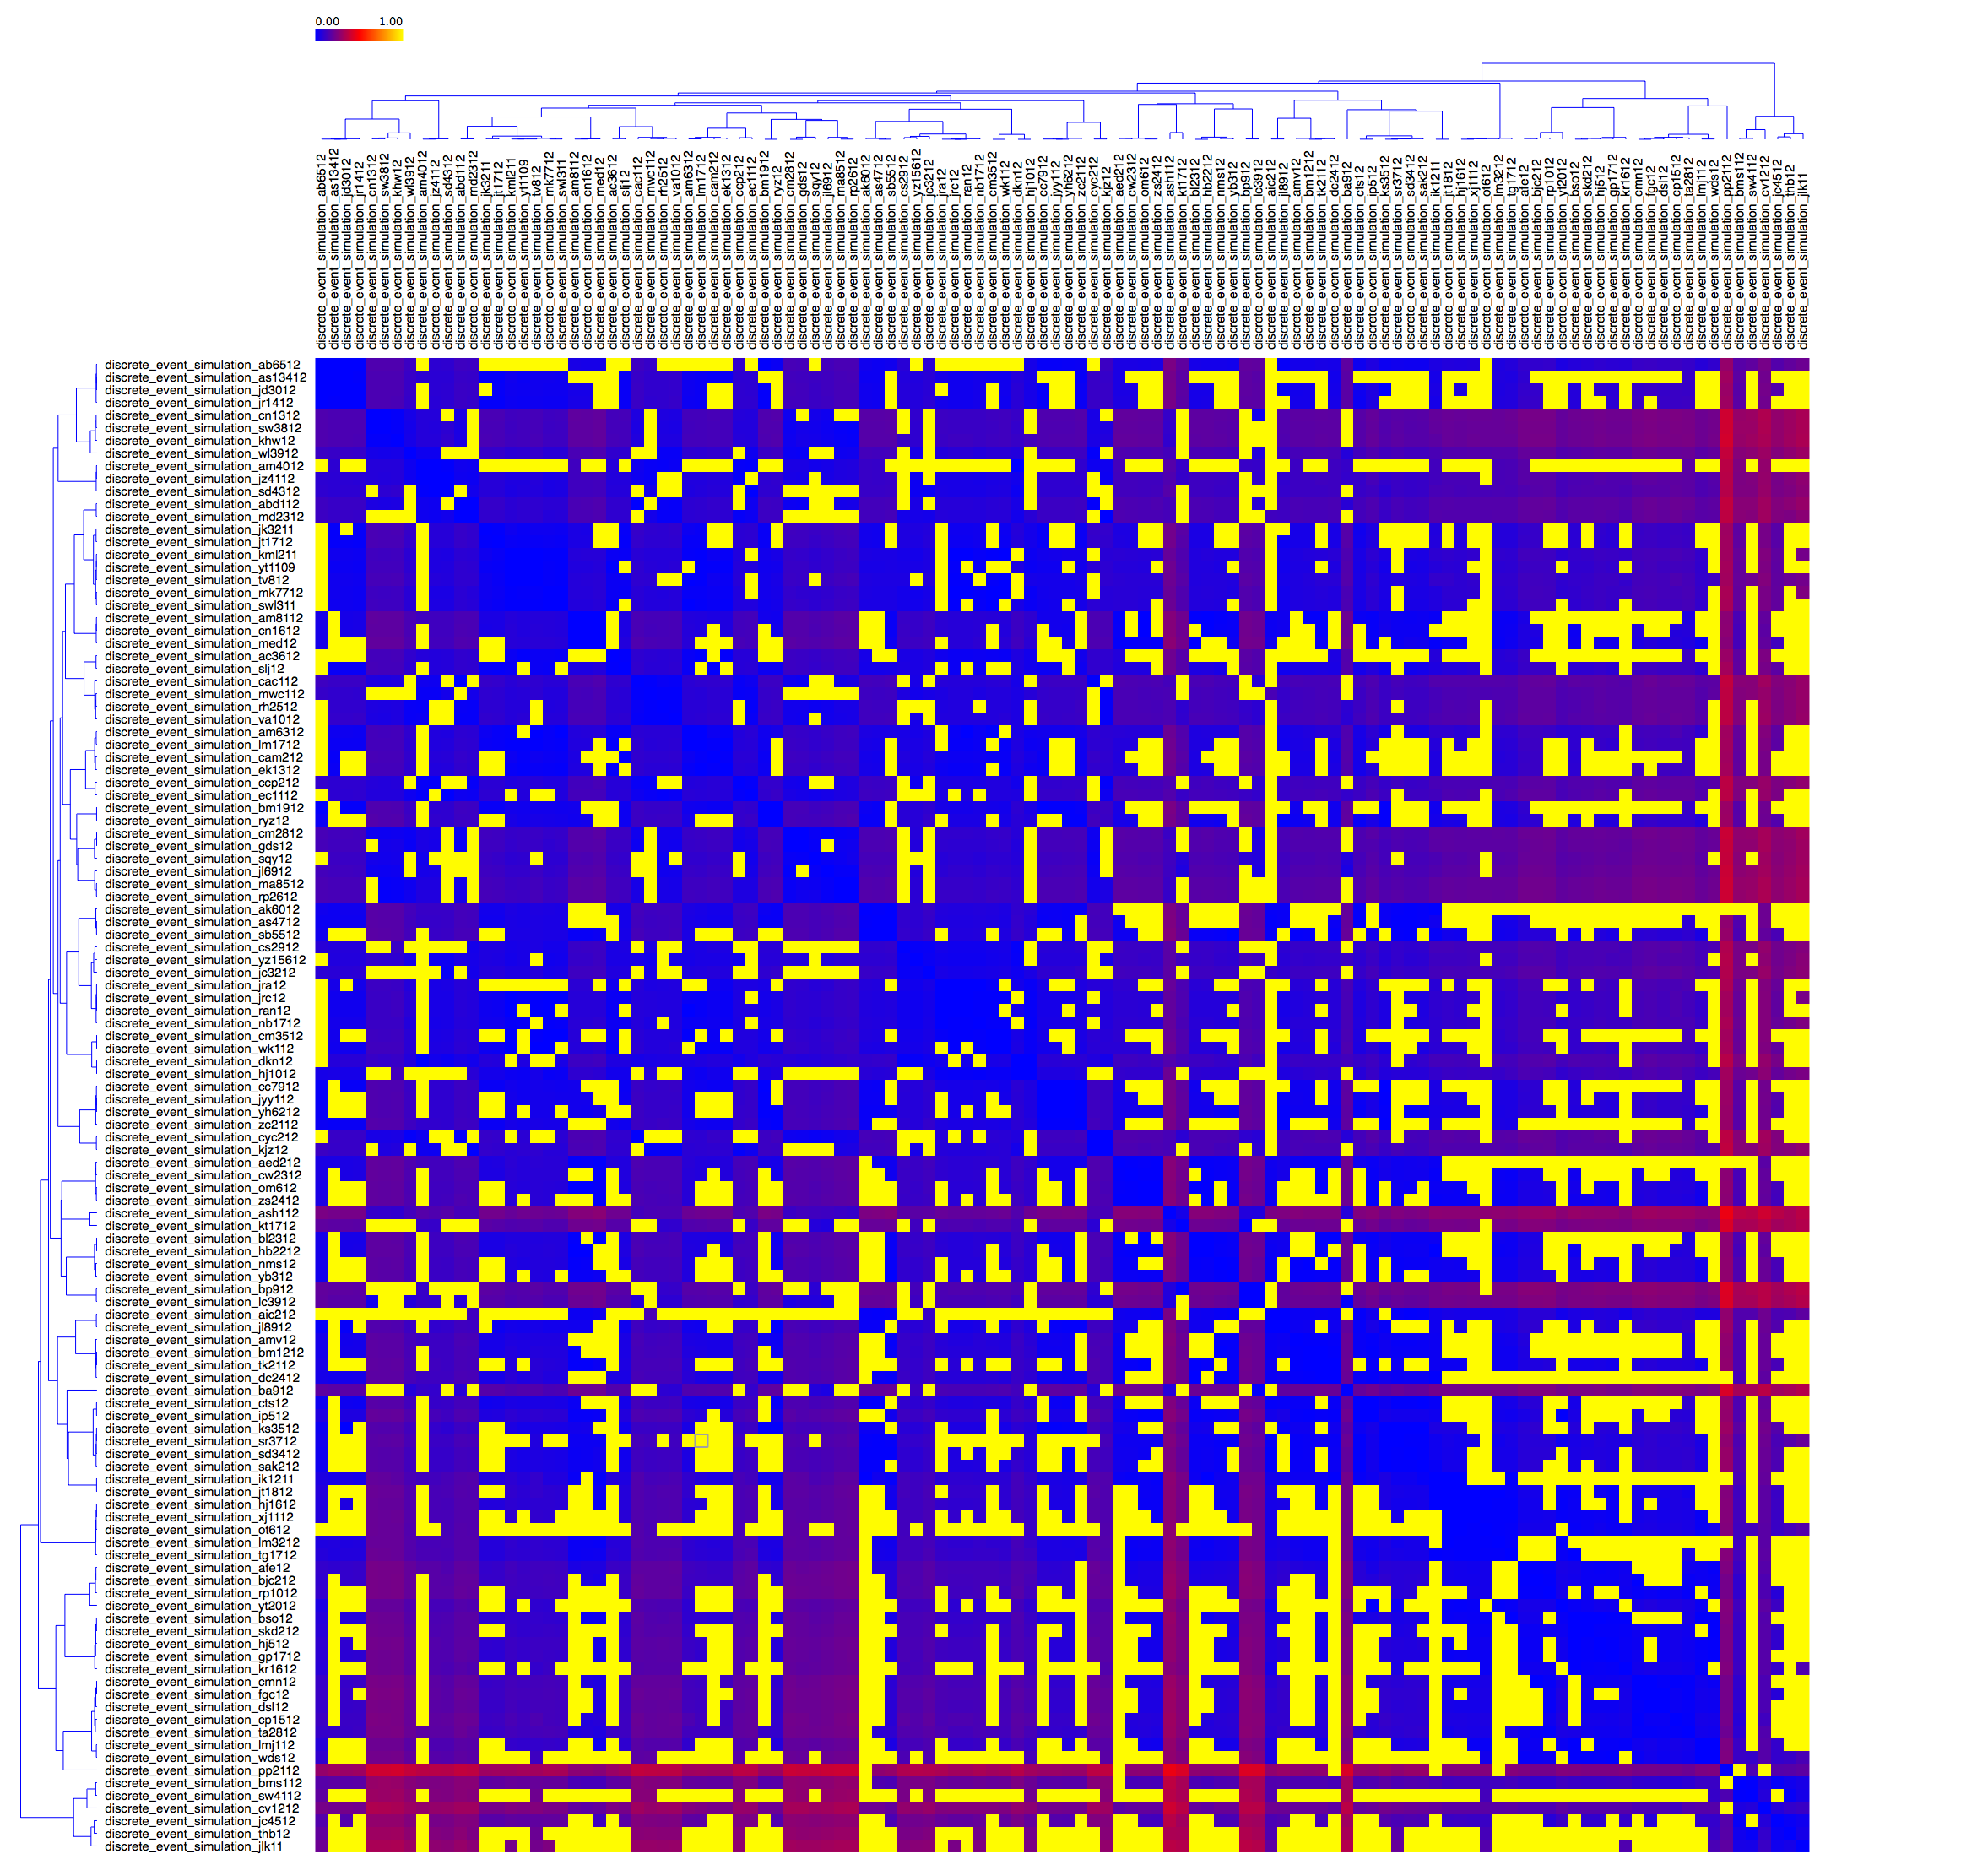 0.00 1.00
discrete_event_simulation_ab6512
discrete_event_simulation_as13412
discrete_event_simulation_jd3012
discrete_event_simulation_jr1412
discrete_event_simulation_cn1312
discrete_event_simulation_sw3812
discrete_event_simulation_khw12
discrete_event_simulation_wl3912
discrete_event_simulation_am4012
discrete_event_simulation_jz4112
discrete_event_simulation_sd4312
discrete_event_simulation_abd112
discrete_event_simulation_md2312
discrete_event_simulation_jk3211
discrete_event_simulation_jt1712
discrete_event_simulation_kml211
discrete_event_simulation_yt1109
discrete_event_simulation_tv812
discrete_event_simulation_mk7712
discrete_event_simulation_swl311
discrete_event_simulation_am8112
discrete_event_simulation_cn1612
discrete_event_simulation_med12
discrete_event_simulation_ac3612
discrete_event_simulation_slj12
discrete_event_simulation_cac112
discrete_event_simulation_mwc112
discrete_event_simulation_rh2512
discrete_event_simulation_va1012
discrete_event_simulation_am6312
discrete_event_simulation_lm1712
discrete_event_simulation_cam212
discrete_event_simulation_ek1312
discrete_event_simulation_ccp212
discrete_event_simulation_ec1112
discrete_event_simulation_bm1912
discrete_event_simulation_ryz12
discrete_event_simulation_cm2812
discrete_event_simulation_gds12
discrete_event_simulation_sqy12
discrete_event_simulation_jl6912
discrete_event_simulation_ma8512
discrete_event_simulation_rp2612
discrete_event_simulation_ak6012
discrete_event_simulation_as4712
discrete_event_simulation_sb5512
discrete_event_simulation_cs2912
discrete_event_simulation_yz15612
discrete_event_simulation_jc3212
discrete_event_simulation_jra12
discrete_event_simulation_jrc12
discrete_event_simulation_ran12
discrete_event_simulation_nb1712
discrete_event_simulation_cm3512
discrete_event_simulation_wk112
discrete_event_simulation_dkn12
discrete_event_simulation_hj1012
discrete_event_simulation_cc7912
discrete_event_simulation_jyy112
discrete_event_simulation_yh6212
discrete_event_simulation_zc2112
discrete_event_simulation_cyc212
discrete_event_simulation_kjz12
discrete_event_simulation_aed212
discrete_event_simulation_cw2312
discrete_event_simulation_om612
discrete_event_simulation_zs2412
discrete_event_simulation_ash112
discrete_event_simulation_kt1712
discrete_event_simulation_bl2312
discrete_event_simulation_hb2212
discrete_event_simulation_nms12
discrete_event_simulation_yb312
discrete_event_simulation_bp912
discrete_event_simulation_lc3912
discrete_event_simulation_aic212
discrete_event_simulation_jl8912
discrete_event_simulation_amv12
discrete_event_simulation_bm1212
discrete_event_simulation_tk2112
discrete_event_simulation_dc2412
discrete_event_simulation_ba912
discrete_event_simulation_cts12
discrete_event_simulation_ip512
discrete_event_simulation_ks3512
discrete_event_simulation_sr3712
discrete_event_simulation_sd3412
discrete_event_simulation_sak212
discrete_event_simulation_ik1211
discrete_event_simulation_jt1812
discrete_event_simulation_hj1612
discrete_event_simulation_xj1112
discrete_event_simulation_ot612
discrete_event_simulation_lm3212
discrete_event_simulation_tg1712
discrete_event_simulation_afe12
discrete_event_simulation_bjc212
discrete_event_simulation_rp1012
discrete_event_simulation_yt2012
discrete_event_simulation_bso12
discrete_event_simulation_skd212
discrete_event_simulation_hj512
discrete_event_simulation_gp1712
discrete_event_simulation_kr1612
discrete_event_simulation_cmn12
discrete_event_simulation_fgc12
discrete_event_simulation_dsl12
discrete_event_simulation_cp1512
discrete_event_simulation_ta2812
discrete_event_simulation_lmj112
discrete_event_simulation_wds12
discrete_event_simulation_pp2112
discrete_event_simulation_bms112
discrete_event_simulation_sw4112
discrete_event_simulation_cv1212
discrete_event_simulation_jc4512
discrete_event_simulation_thb12
discrete_event_simulation_jlk11
discrete_event_simulation_ab6512
discrete_event_simulation_as13412
discrete_event_simulation_jd3012
discrete_event_simulation_jr1412
discrete_event_simulation_cn1312
discrete_event_simulation_sw3812
discrete_event_simulation_khw12
discrete_event_simulation_wl3912
discrete_event_simulation_am4012
discrete_event_simulation_jz4112
discrete_event_simulation_sd4312
discrete_event_simulation_abd112
discrete_event_simulation_md2312
discrete_event_simulation_jk3211
discrete_event_simulation_jt1712
discrete_event_simulation_kml211
discrete_event_simulation_yt1109
discrete_event_simulation_tv812
discrete_event_simulation_mk7712
discrete_event_simulation_swl311
discrete_event_simulation_am8112
discrete_event_simulation_cn1612
discrete_event_simulation_med12
discrete_event_simulation_ac3612
discrete_event_simulation_slj12
discrete_event_simulation_cac112
discrete_event_simulation_mwc112
discrete_event_simulation_rh2512
discrete_event_simulation_va1012
discrete_event_simulation_am6312
discrete_event_simulation_lm1712
discrete_event_simulation_cam212
discrete_event_simulation_ek1312
discrete_event_simulation_ccp212
discrete_event_simulation_ec1112
discrete_event_simulation_bm1912
discrete_event_simulation_ryz12
discrete_event_simulation_cm2812
discrete_event_simulation_gds12
discrete_event_simulation_sqy12
discrete_event_simulation_jl6912
discrete_event_simulation_ma8512
discrete_event_simulation_rp2612
discrete_event_simulation_ak6012
discrete_event_simulation_as4712
discrete_event_simulation_sb5512
discrete_event_simulation_cs2912
discrete_event_simulation_yz15612
discrete_event_simulation_jc3212
discrete_event_simulation_jra12
discrete_event_simulation_jrc12
discrete_event_simulation_ran12
discrete_event_simulation_nb1712
discrete_event_simulation_cm3512
discrete_event_simulation_wk112
discrete_event_simulation_dkn12
discrete_event_simulation_hj1012
discrete_event_simulation_cc7912
discrete_event_simulation_jyy112
discrete_event_simulation_yh6212
discrete_event_simulation_zc2112
discrete_event_simulation_cyc212
discrete_event_simulation_kjz12
discrete_event_simulation_aed212
discrete_event_simulation_cw2312
discrete_event_simulation_om612
discrete_event_simulation_zs2412
discrete_event_simulation_ash112
discrete_event_simulation_kt1712
discrete_event_simulation_bl2312
discrete_event_simulation_hb2212
discrete_event_simulation_nms12
discrete_event_simulation_yb312
discrete_event_simulation_bp912
discrete_event_simulation_lc3912
discrete_event_simulation_aic212
discrete_event_simulation_jl8912
discrete_event_simulation_amv12
discrete_event_simulation_bm1212
discrete_event_simulation_tk2112
discrete_event_simulation_dc2412
discrete_event_simulation_ba912
discrete_event_simulation_cts12
discrete_event_simulation_ip512
discrete_event_simulation_ks3512
discrete_event_simulation_sr3712
discrete_event_simulation_sd3412
discrete_event_simulation_sak212
discrete_event_simulation_ik1211
discrete_event_simulation_jt1812
discrete_event_simulation_hj1612
discrete_event_simulation_xj1112
discrete_event_simulation_ot612
discrete_event_simulation_lm3212
discrete_event_simulation_tg1712
discrete_event_simulation_afe12
discrete_event_simulation_bjc212
discrete_event_simulation_rp1012
discrete_event_simulation_yt2012
discrete_event_simulation_bso12
discrete_event_simulation_skd212
discrete_event_simulation_hj512
discrete_event_simulation_gp1712
discrete_event_simulation_kr1612
discrete_event_simulation_cmn12
discrete_event_simulation_fgc12
discrete_event_simulation_dsl12
discrete_event_simulation_cp1512
discrete_event_simulation_ta2812
discrete_event_simulation_lmj112
discrete_event_simulation_wds12
discrete_event_simulation_pp2112
discrete_event_simulation_bms112
discrete_event_simulation_sw4112
discrete_event_simulation_cv1212
discrete_event_simulation_jc4512
discrete_event_simulation_thb12
discrete_event_simulation_jlk11